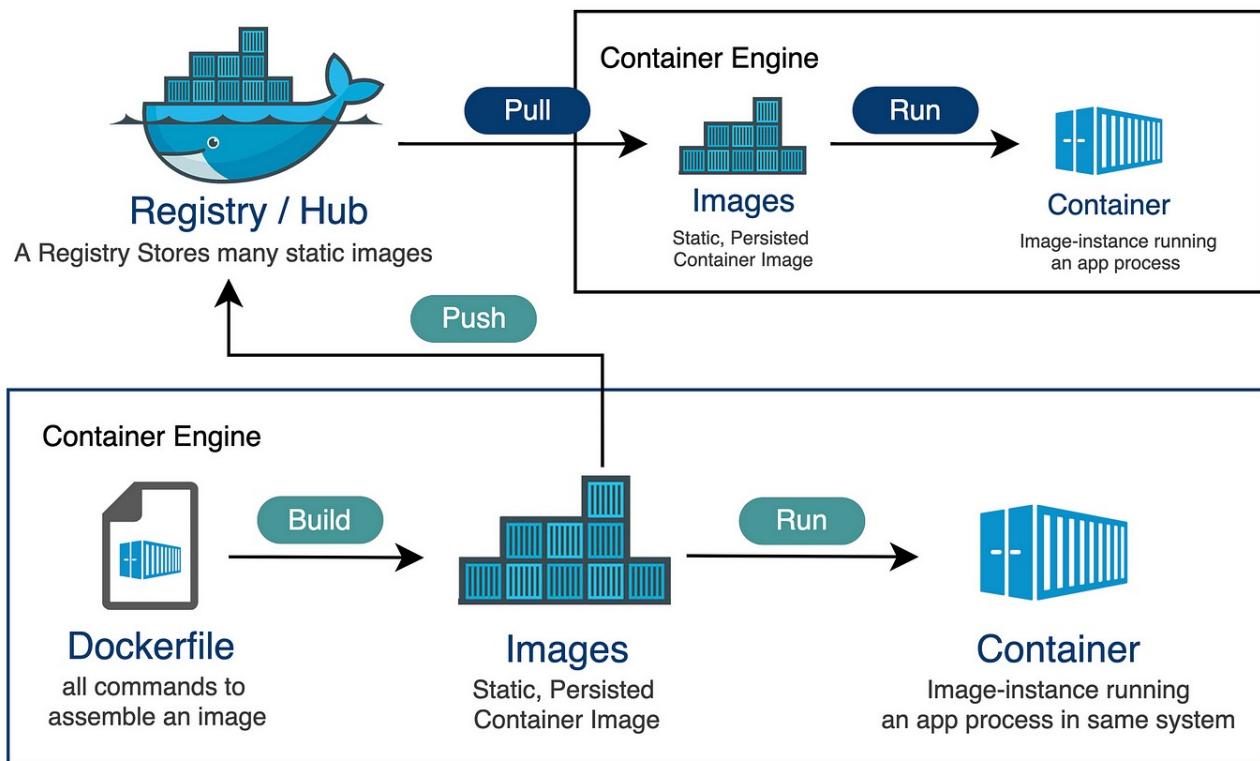 Container Engine
Pull
Run
Registry / Hub
A Registry Stores many static images
Images
Static, Persisted
Container Image
Container
Image-instance running
an app process
Push
Container Engine
Build
Run
Dockerfile
all commands to
assemble an image
Images
Static, Persisted
Container Image
Container
Image-instance running
an app process in same system